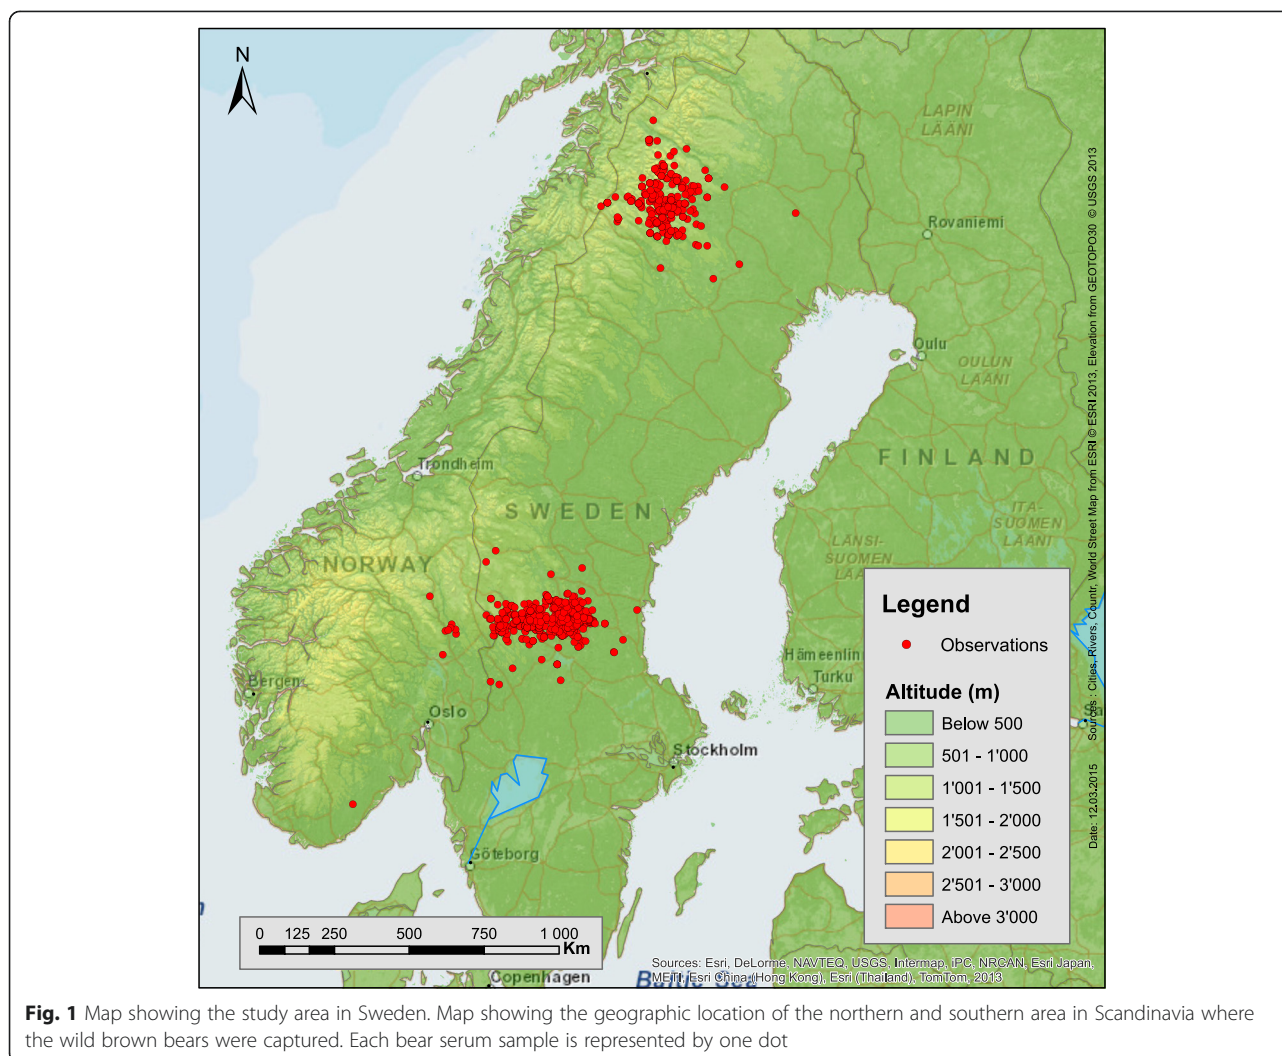 N
LAPIN
LÄÄNI
Rovaniemi
Oulu
OULUN
LÄÄNI
FINLAND
Trondheim
SWEDEN
ITA-
SUOMEN
LÄÄNI
LÄNSI-
SUOMEN
NORWAY
Bergen
Oslo
Stockholm
Göteborg
Copenhagen
Turku
Legend
Observations
Altitude (m)
Below 500
501 - 1'000
1'001 - 1'500
1'501 - 2'000
2'001 - 2'500
2'501 - 3'000
Above 3'000
0 125 250 500 750 1 000
Km
Baltic Sea
Sources: Esri, DeLorme, NAVTEQ, USGS, Intermap, iPC, NRCAN, Esri Japan,
METI, Esri China (Hong Kong), Esri (Thailand), TomTom, 2013
Date: 12.03.2015 Sources : Cities, Rivers, Countr, World Street Map from ESRI © ESRI 2013, Elevation from GEOTOPO30 © USGS 2013
Fig. 1 Map showing the study area in Sweden. Map showing the geographic location of the northern and southern area in Scandinavia where
the wild brown bears were captured. Each bear serum sample is represented by one dot